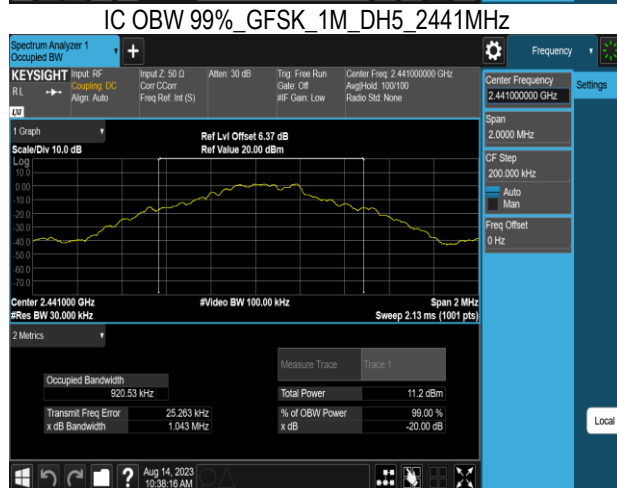 IC OBW 99%_GFSK_1M_DH5_2441MHz
Spectrum Analyzer 1
Occupied BW
Frequency
KEYSIGHT
RL
LXI
Input: RF
Coupling: DC
Align: Auto
Input Z: 50 Ω
Corr CCorr
Freq Ref: Int (S)
Atten: 30 dB
Trig: Free Run
Gate: Off
#IF Gain: Low
Center Freq: 2.441000000 GHz
Avg|Hold: 100/100
Radio Std: None
Center Frequency
2.441000000 GHz
Settings
Span
2.0000 MHz
CF Step
200.000 kHz
Auto
Man
Freq Offset
0 Hz
Local
1 Graph
Scale/Div 10.0 dB
Ref Lvl Offset 6.37 dB
Ref Value 20.00 dBm
Log
10.0
0.00
-10.0
-20.0
-30.0
-40.0
-50.0
-60.0
-70.0
Center 2.441000 GHz
#Video BW 100.00 kHz
Span 2 MHz
#Res BW 30.000 kHz
Sweep 2.13 ms (1001 pts)
2 Metrics
Measure Trace Trace 1
Occupied Bandwidth
920.53 kHz
Total Power 11.2 dBm
Transmit Freq Error 25.263 kHz
% of OBW Power 99.00 %
x dB Bandwidth 1.043 MHz
x dB -20.00 dB
Aug 14, 2023
10:38:16 AM